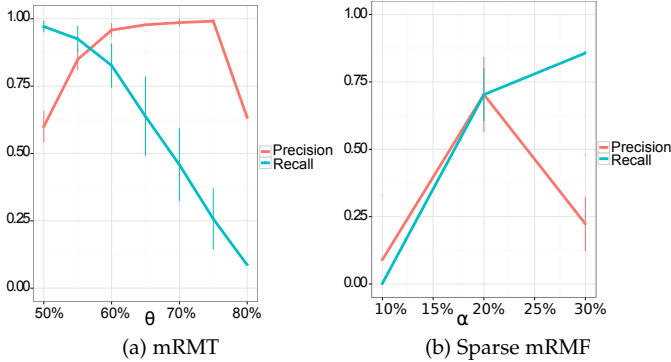 1.00
0.75
0.50
0.25
0.00
50%
60%
70%
80%
θ
Precision
Recall
(a) mRMT
1.00
0.75
0.50
0.25
0.00
10%
15%
20%
25%
30%
α
Precision
Recall
(b) Sparse mRMF